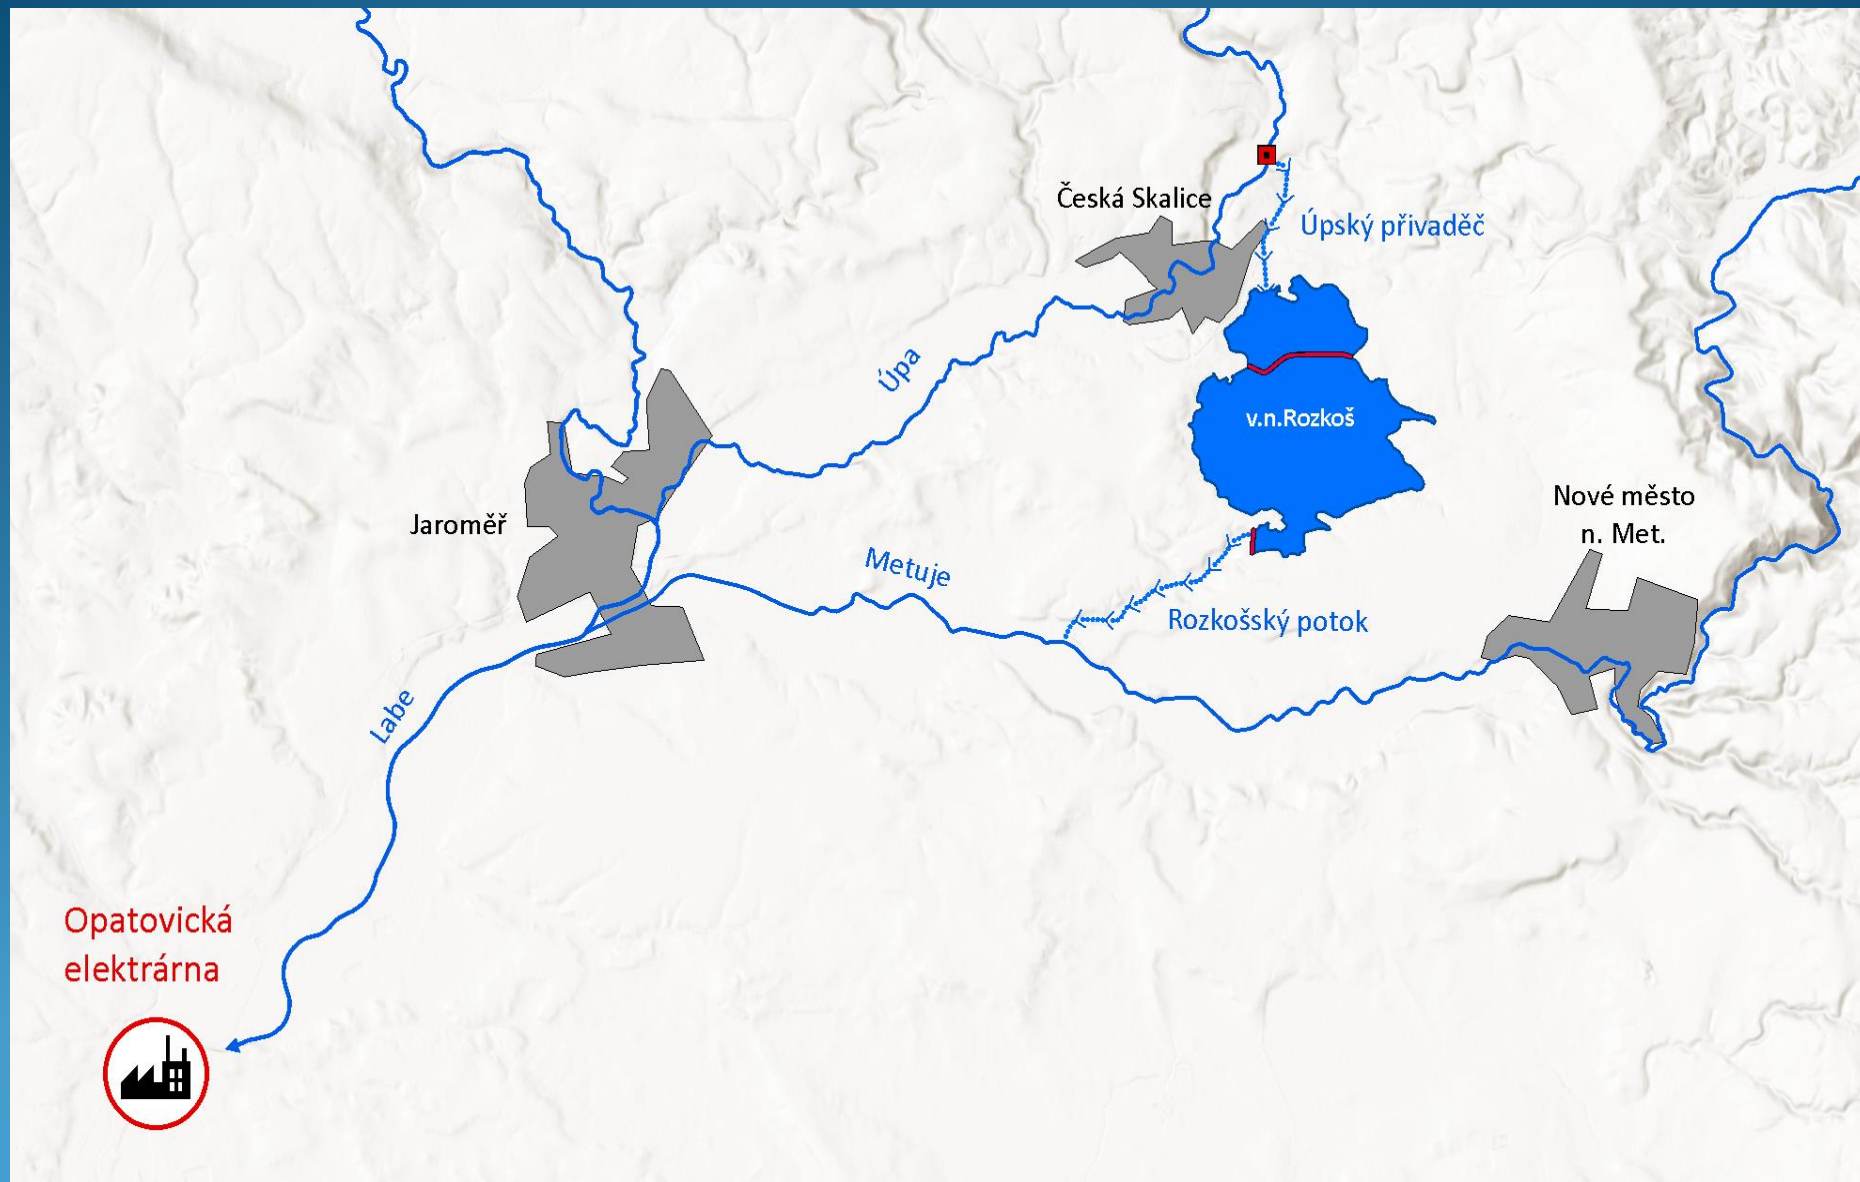 Česká Skalice
Úpský přivaděč
Úpa
v.n.Rozkoš
Nové město
n. Met.
Jaroměř
Metuje
Rozkošský potok
Labe
Opatovická
elektrárna